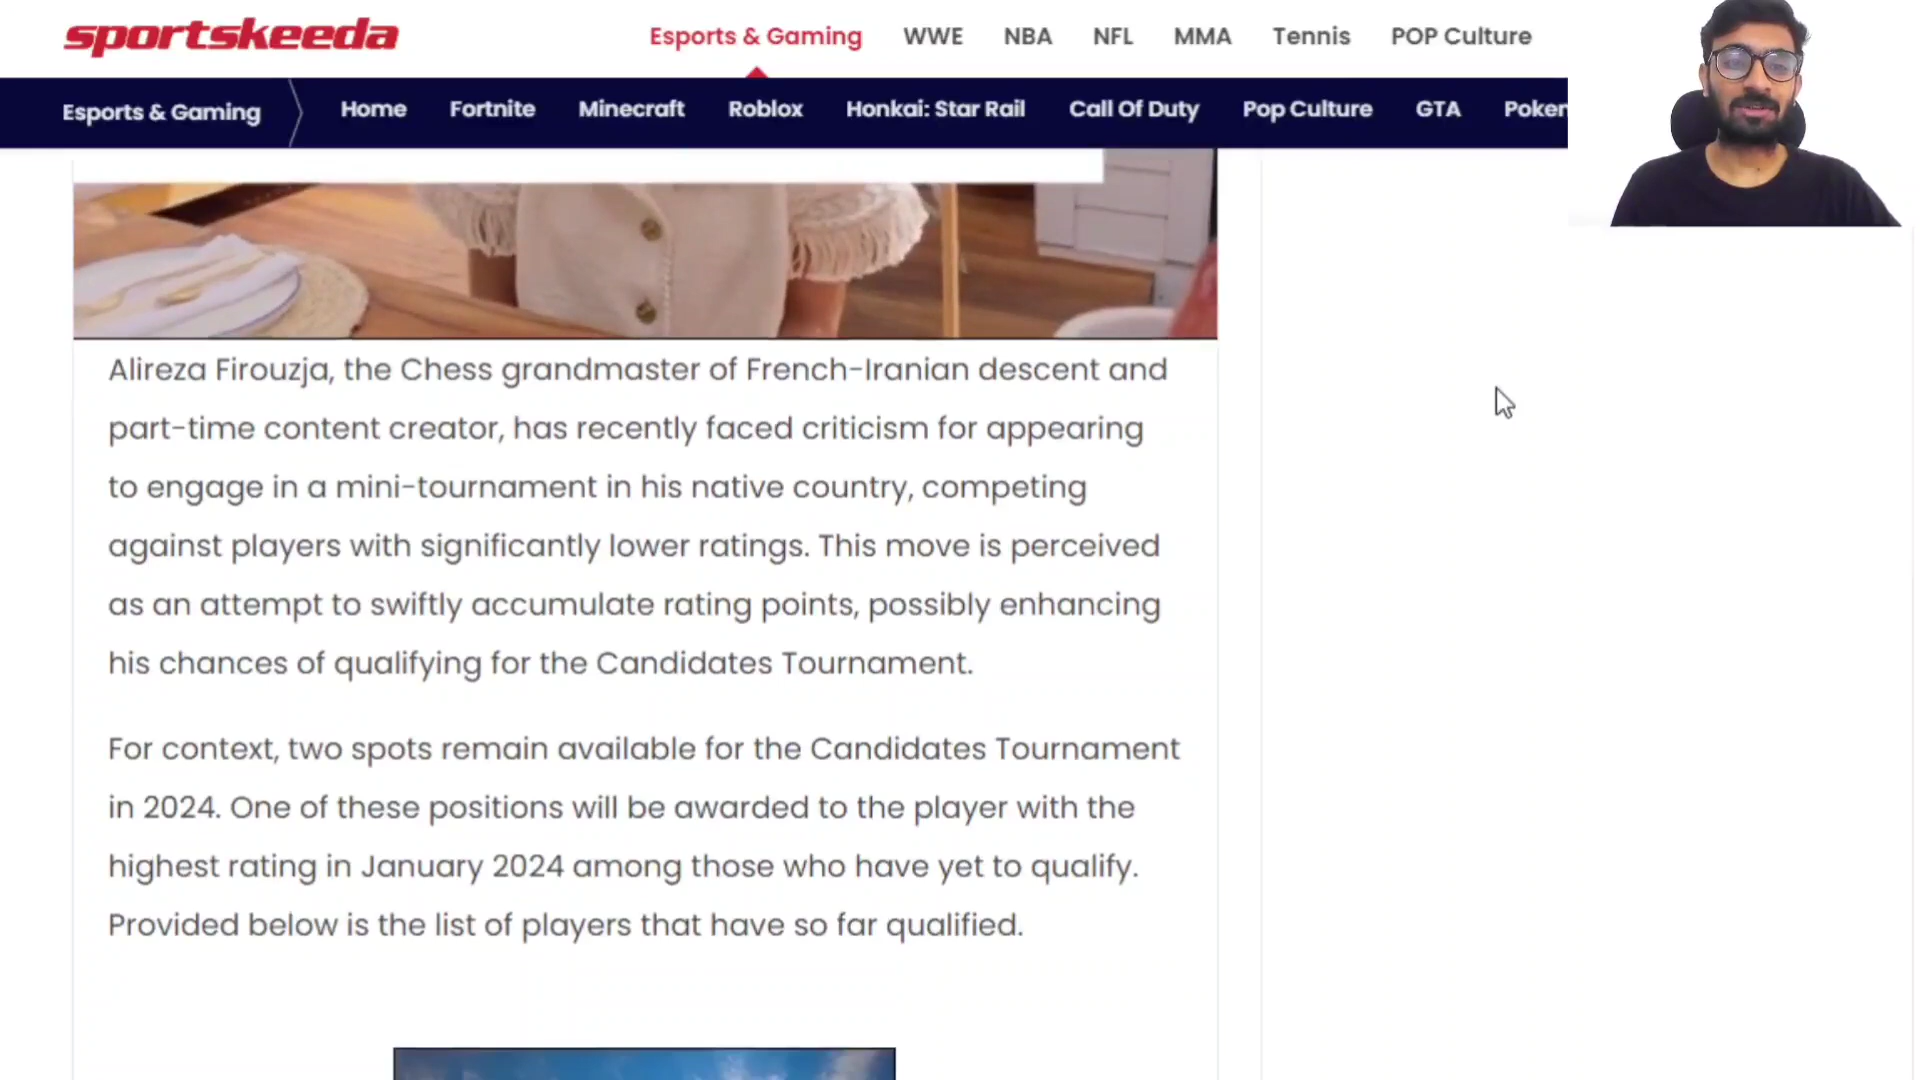 sportskeeda
Esports & Gaming WWE NBA NFL MMA Tennis POP Culture
Esports & Gaming Home Fortnite Minecraft Roblox Honkai: Star Rail Call Of Duty Pop Culture GTA
Alireza Firouzja, the Chess grandmaster of French-Iranian descent and
part-time content creator, has recently faced criticism for appearing
to engage in a mini-tournament in his native country, competing
against players with significantly lower ratings. This move is perceived
as an attempt to swiftly accumulate rating points, possibly enhancing
his chances of qualifying for the Candidates Tournament.
For context, two spots remain available for the Candidates Tournament
in 2024. One of these positions will be awarded to the player with the
highest rating in January 2024 among those who have yet to qualify.
Provided below is the list of players that have so far qualified.